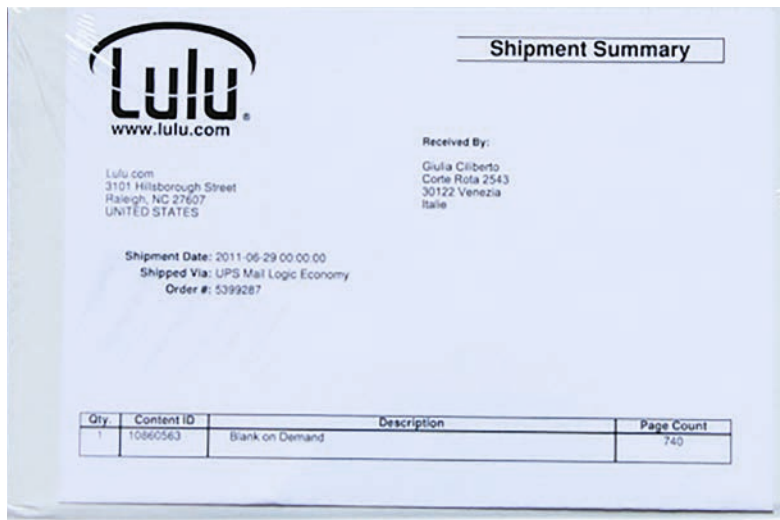 Lulu®
www.lulu.com
Shipment Summary
Lulu.com
3101 Hillsborough Street
Raleigh, NC 27607
UNITED STATES
Received By:
Giulia Ciliberto
Corte Rota 2543
30122 Venezia
Italie
Shipment Date: 2011-06-29 00:00:00
Shipped Via: UPS Mail Logic Economy
Order #: 5399287
Qty. Content ID Description Page Count
1 10860563 Blank on Demand 740